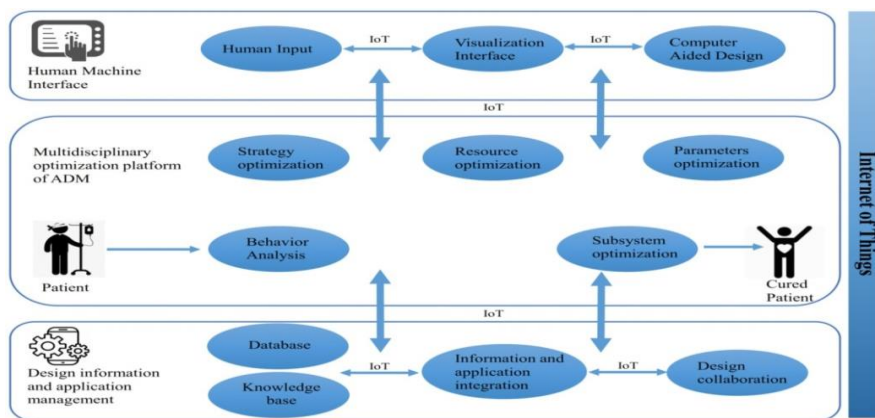 Human Machine
Interface
Human Input
IoT
Visualization
Interface
IoT
Computer
Aided Design
IoT
Multidisciplinary
optimization platform
of ADM
Strategy
optimization
Resource
optimization
Parameters
optimization
Patient
Behavior
Analysis
Subsystem
optimization
Cured
Patient
IoT
Design information
and application
management
Database
Knowledge
base
IoT
Information and
application
integration
IoT
Design
collaboration
Internet of Things